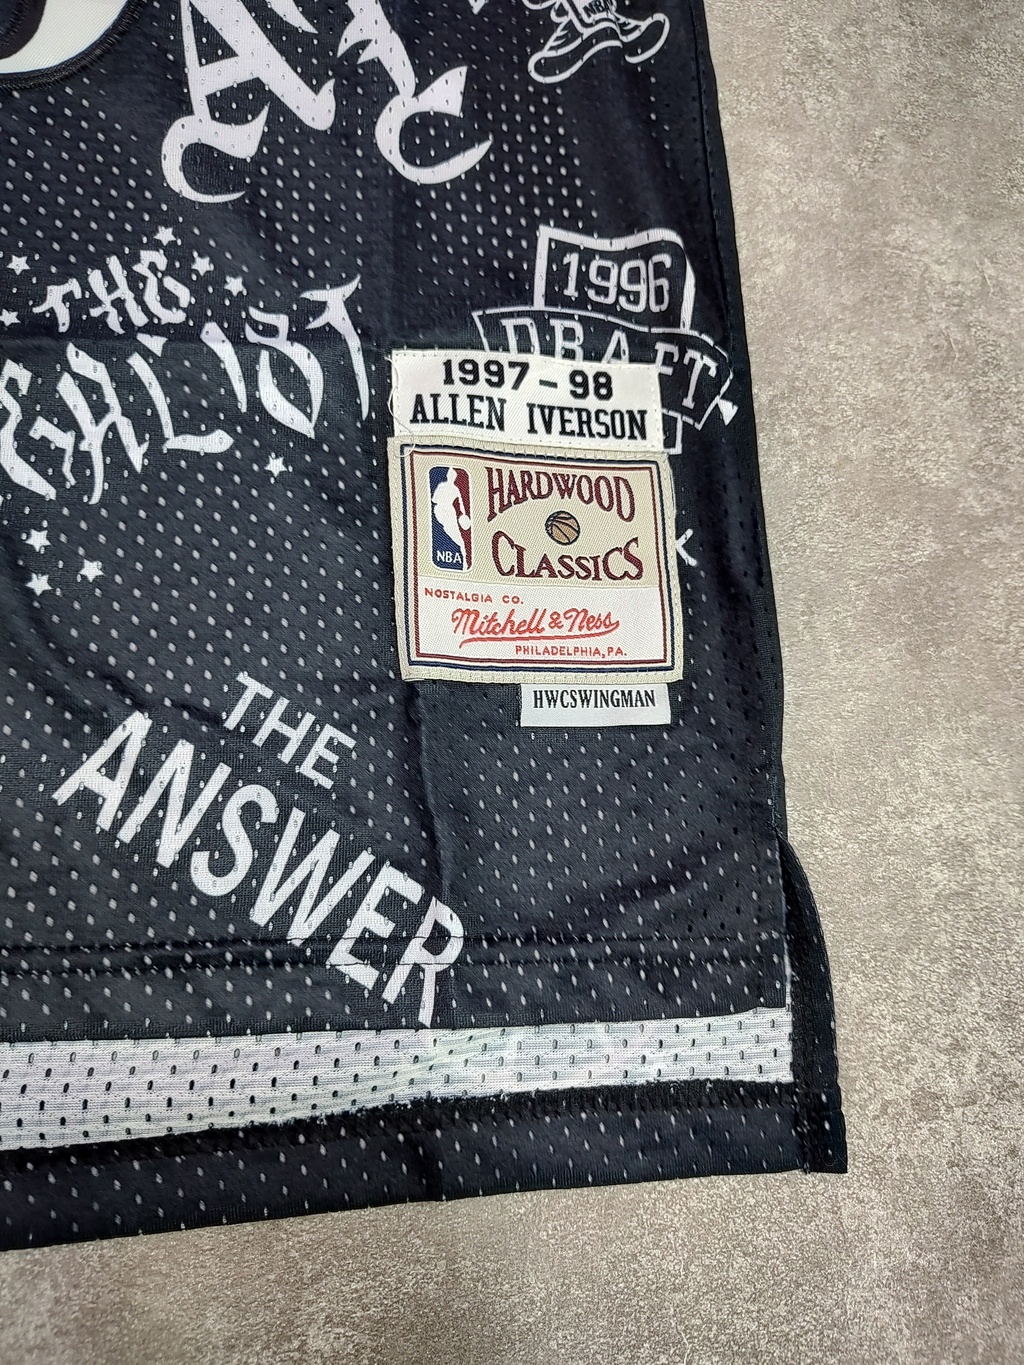 NBA
THE
1996
DRAFT
1997-98
ALLEN IVERSON
HARDWOOD
CLASSICS
NBA
NOSTALGIA CO.
Mitchell & Ness
PHILADELPHIA, PA.
HWCSWINGMAN
THE
ANSWER